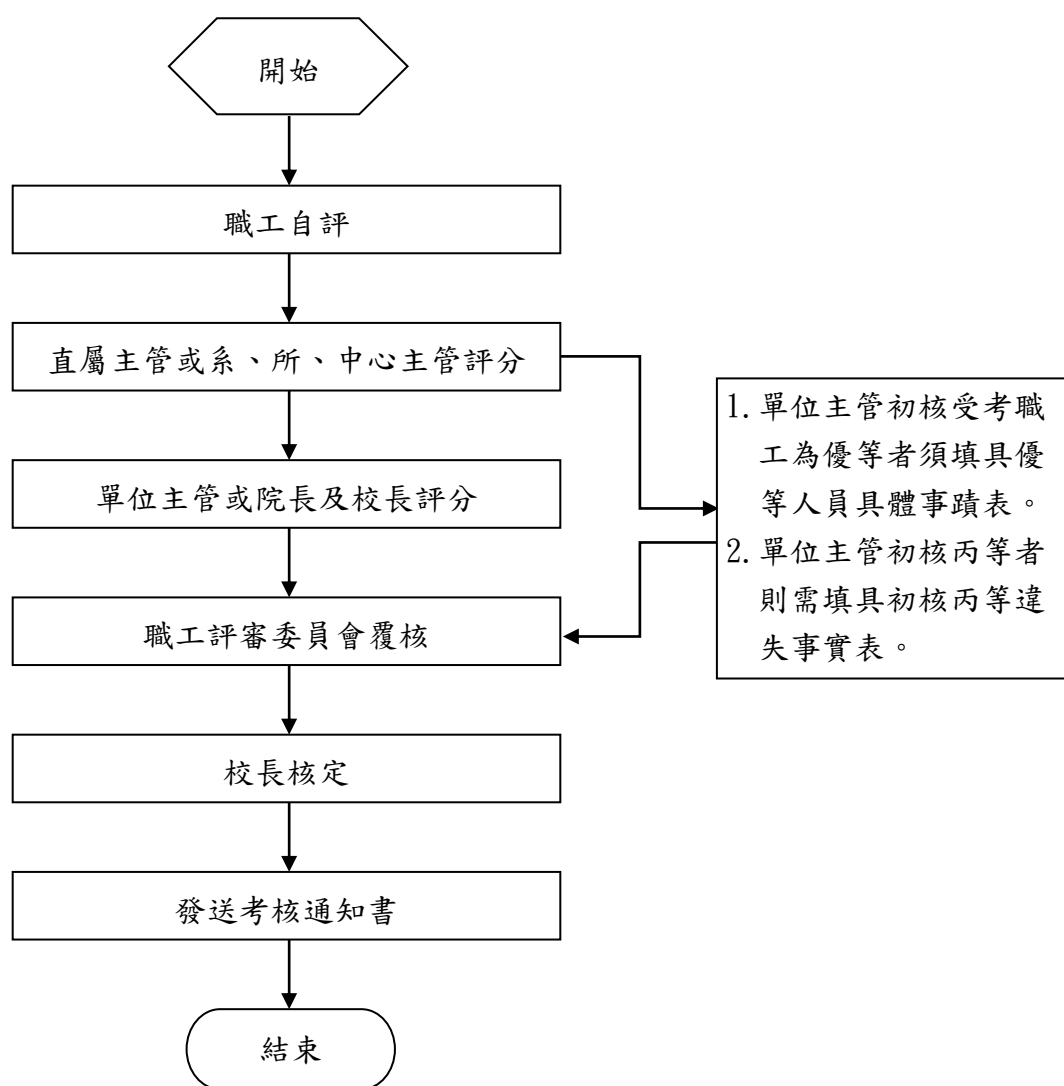 開始
職工自評
直屬主管或系、所、中心主管評分
單位主管或院長及校長評分
職工評審委員會覆核
校長核定
發送考核通知書
結束
1. 單位主管初核受考職
工為優等者須填具優
等人員具體事蹟表。
2. 單位主管初核丙等者
則需填具初核丙等違
失事實表。